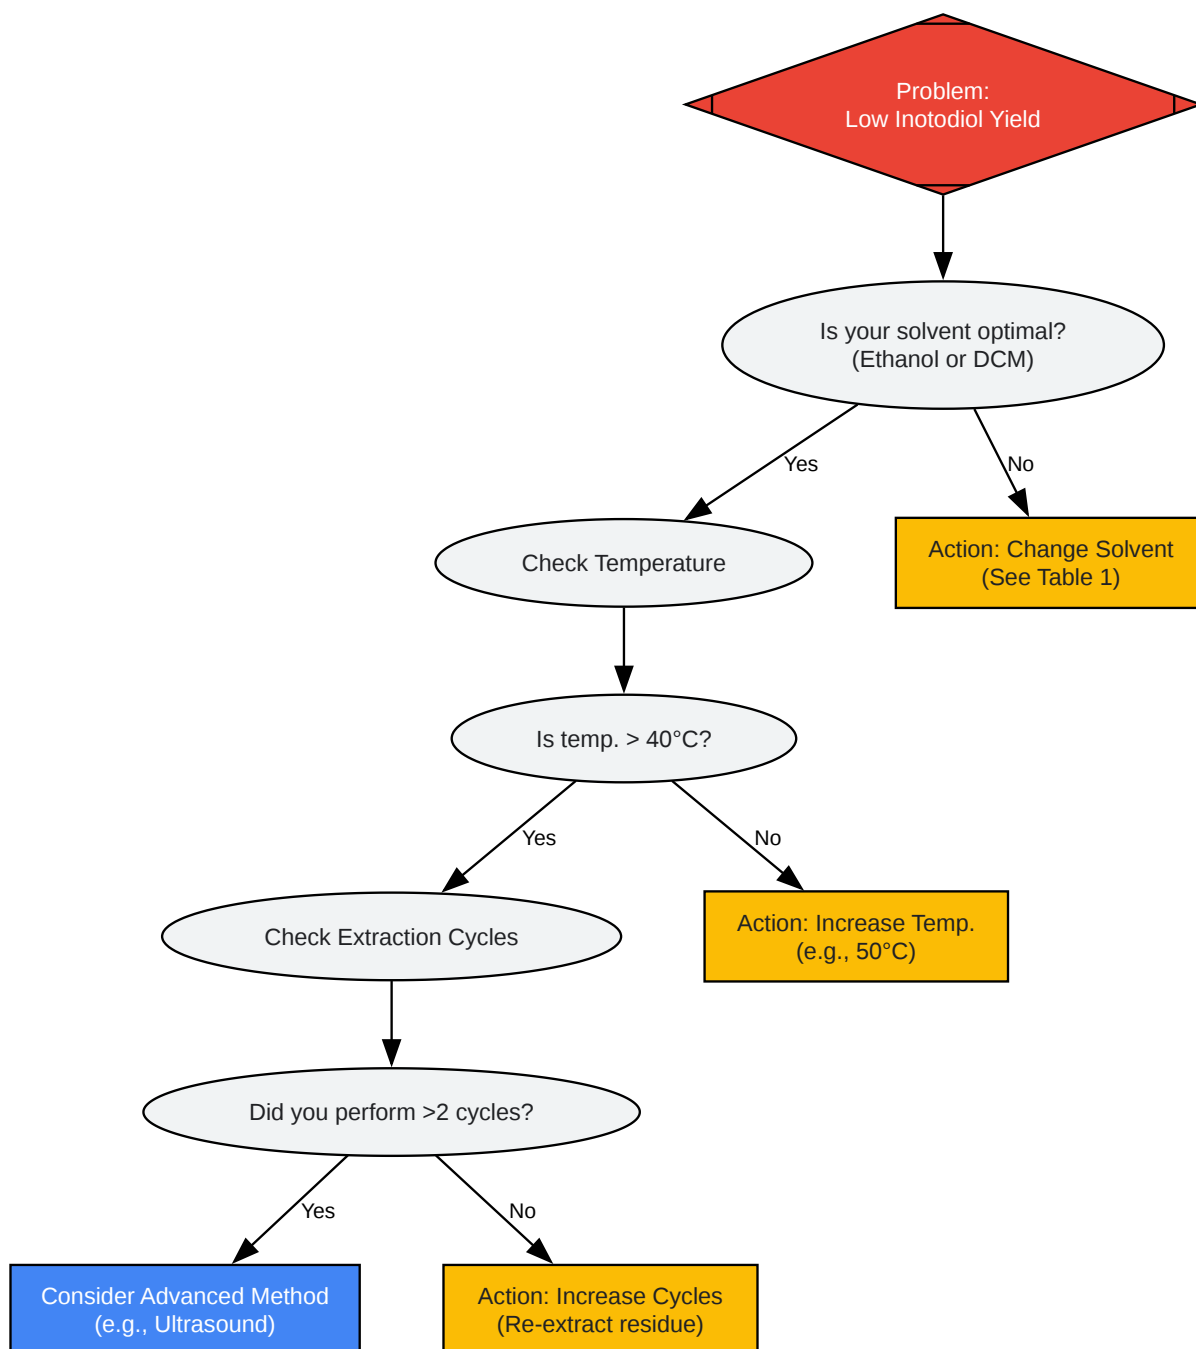 Problem:
Low Inotodiol Yield
Is your solvent optimal?
(Ethanol or DCM)
Yes
No
Check Temperature
Action: Change Solvent
(See Table 1)
Is temp. > 40°C?
Yes
No
Check Extraction Cycles
Action: Increase Temp.
(e.g., 50°C)
Did you perform >2 cycles?
Yes
No
Consider Advanced Method
(e.g., Ultrasound)
Action: Increase Cycles
(Re-extract residue)